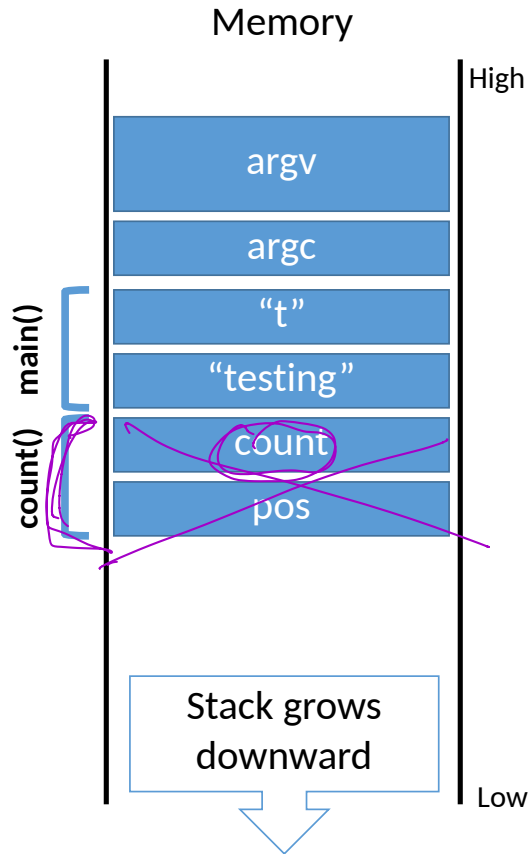 Memory
High
argv
argc
main()
“t”
“testing”
count()
count
pos
Stack grows
downward
Low